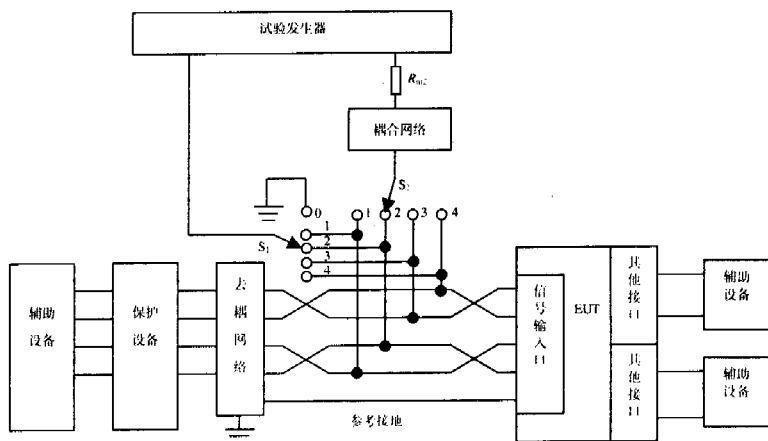 试验发生器
耦合网络
S₂
0
1
2
3
4
1
2
3
4
S₁
辅助设备
保护设备
去耦网络
信号输入口
EUT
其他接口
辅助设备
其他接口
辅助设备
参考接地